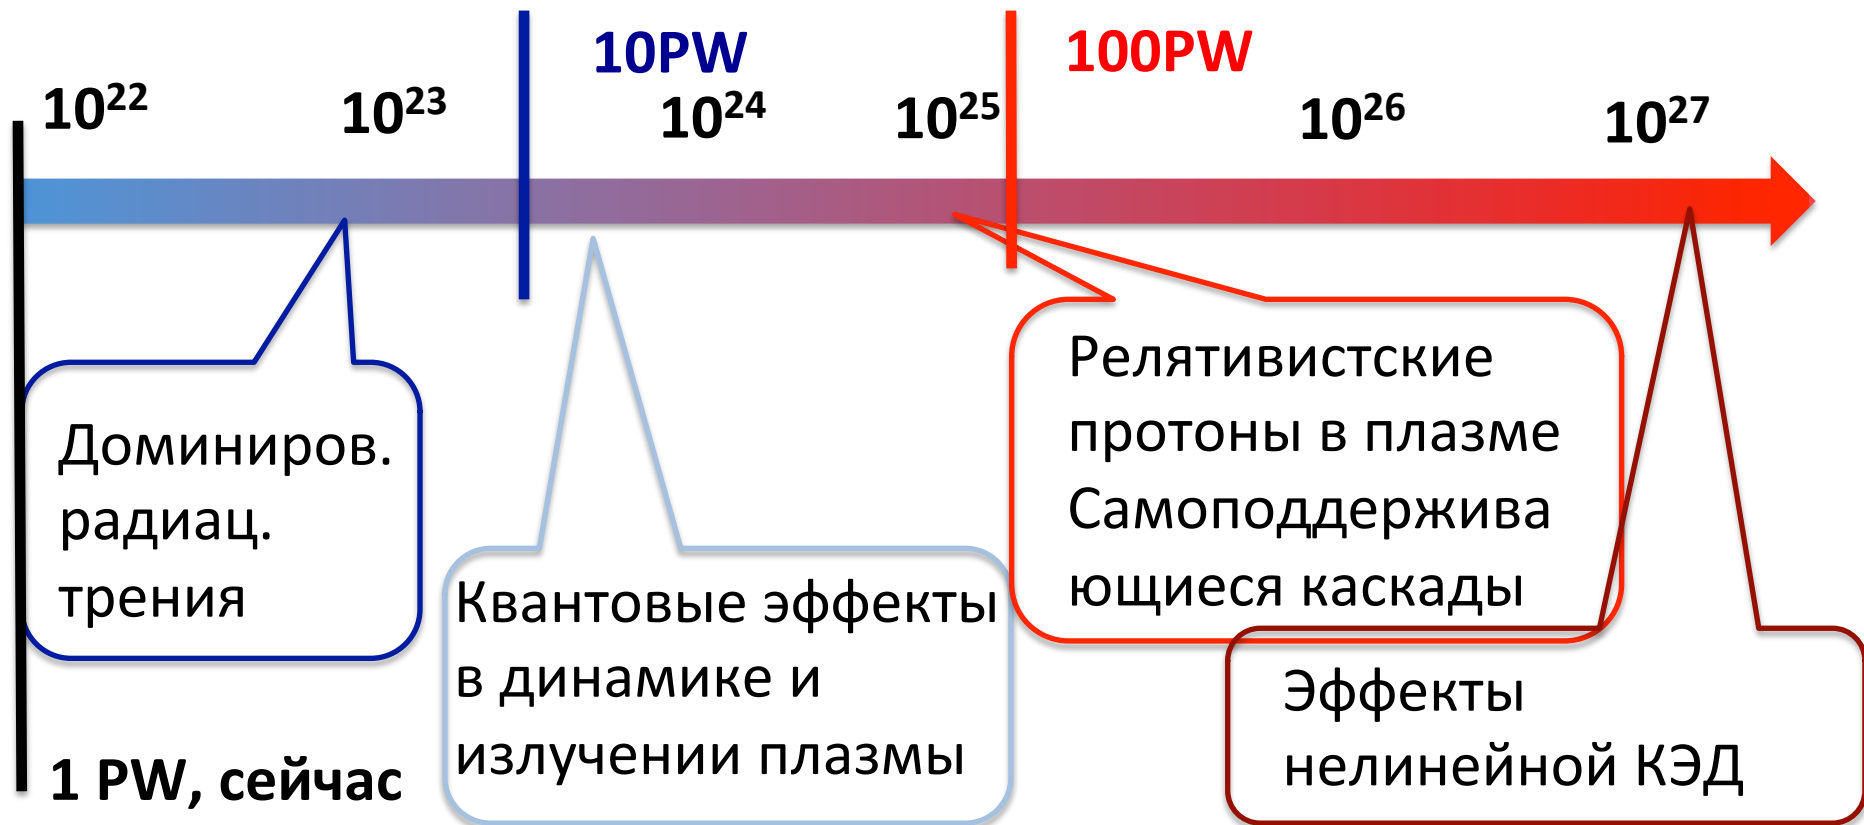 10PW
100PW
10²² 10²³ 10²⁴ 10²⁵ 10²⁶ 10²⁷
Доминиров.
радиац.
трения
Квантовые эффекты
в динамике и
излучении плазмы
Релятивистские
протоны в плазме
Самоподдержива
ющиеся каскады
Эффекты
нелинейной КЭД
1 PW, сейчас